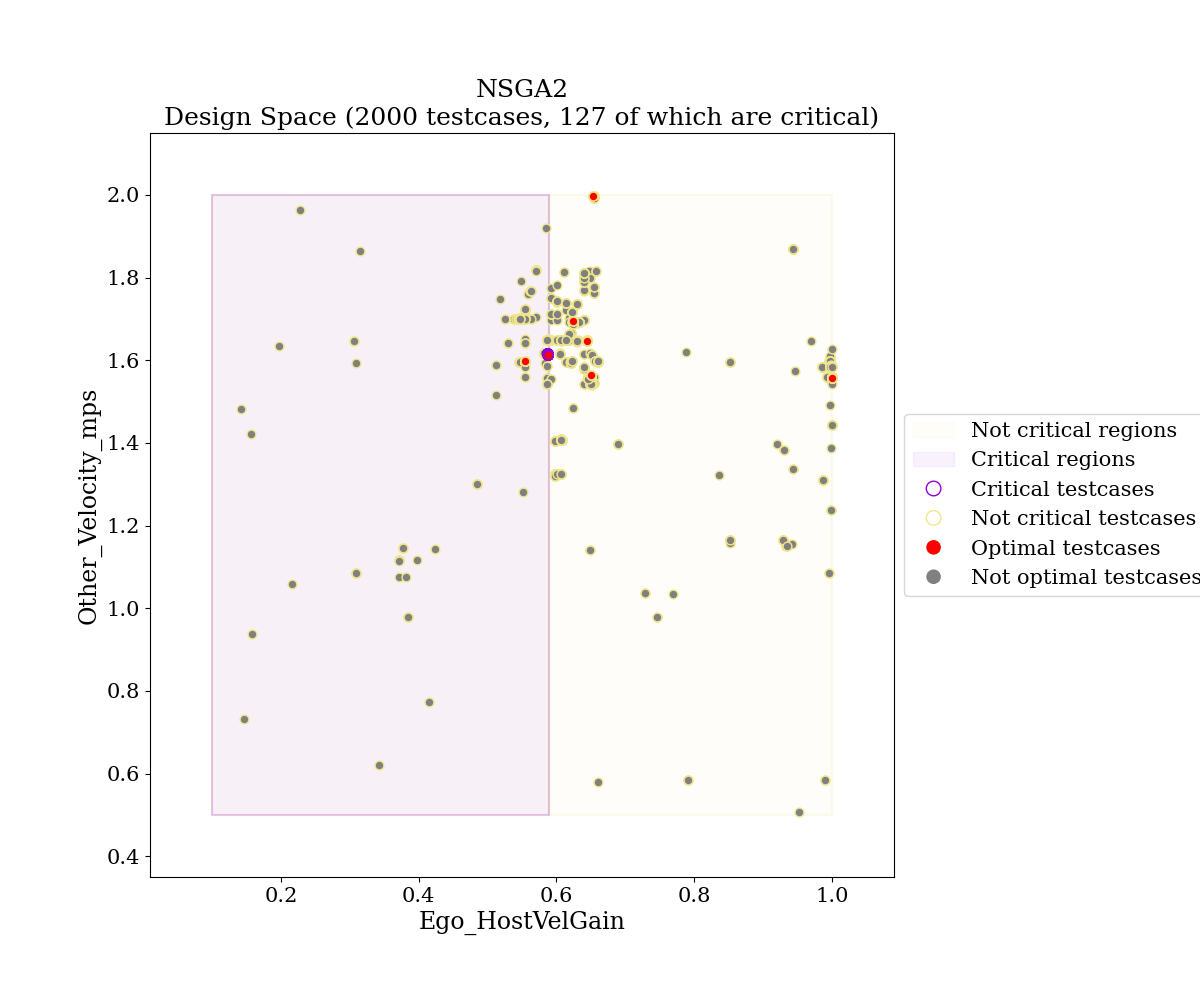 NSGA2
Design Space (2000 testcases, 127 of which are critical)
2.0
1.8
1.6
1.4
1.2
1.0
0.8
0.6
0.4
Other_Velocity_mps
0.2
0.4
0.6
0.8
1.0
Ego_HostVelGain
Not critical regions
Critical regions
Critical testcases
Not critical testcases
Optimal testcases
Not optimal testcases